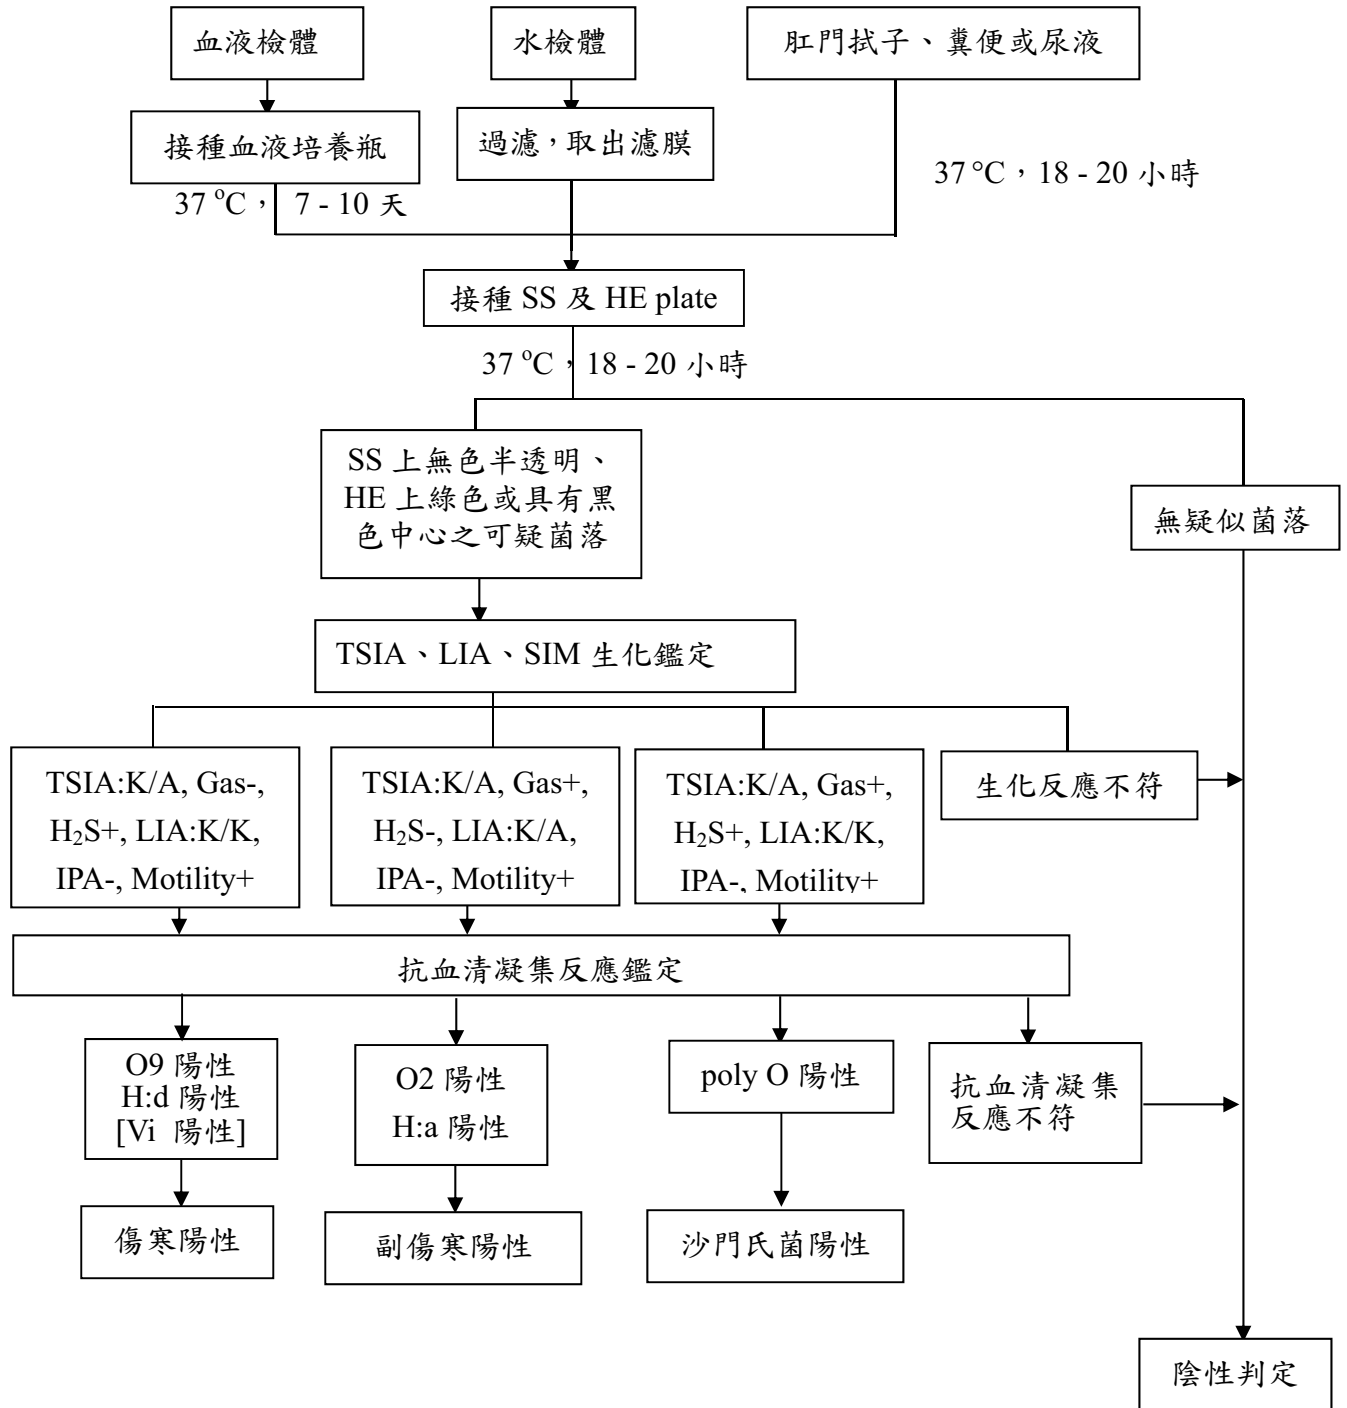 血液檢體
水檢體
肛門拭子、糞便或尿液
接種血液培養瓶
過濾，取出濾膜
37 °C，18 - 20 小時
37 ºC， 7 - 10 天
接種 SS 及 HE plate
37 ºC，18 - 20 小時
SS 上無色半透明、
HE 上綠色或具有黑
色中心之可疑菌落
無疑似菌落
TSIA、LIA、SIM 生化鑑定
TSIA:K/A, Gas-,
H₂S+, LIA:K/K,
IPA-, Motility+
TSIA:K/A, Gas+,
H₂S-, LIA:K/A,
IPA-, Motility+
TSIA:K/A, Gas+,
H₂S+, LIA:K/K,
IPA-, Motility+
生化反應不符
抗血清凝集反應鑑定
O9 陽性
H:d 陽性
[Vi 陽性]
O2 陽性
H:a 陽性
poly O 陽性
抗血清凝集
反應不符
傷寒陽性
副傷寒陽性
沙門氏菌陽性
陰性判定